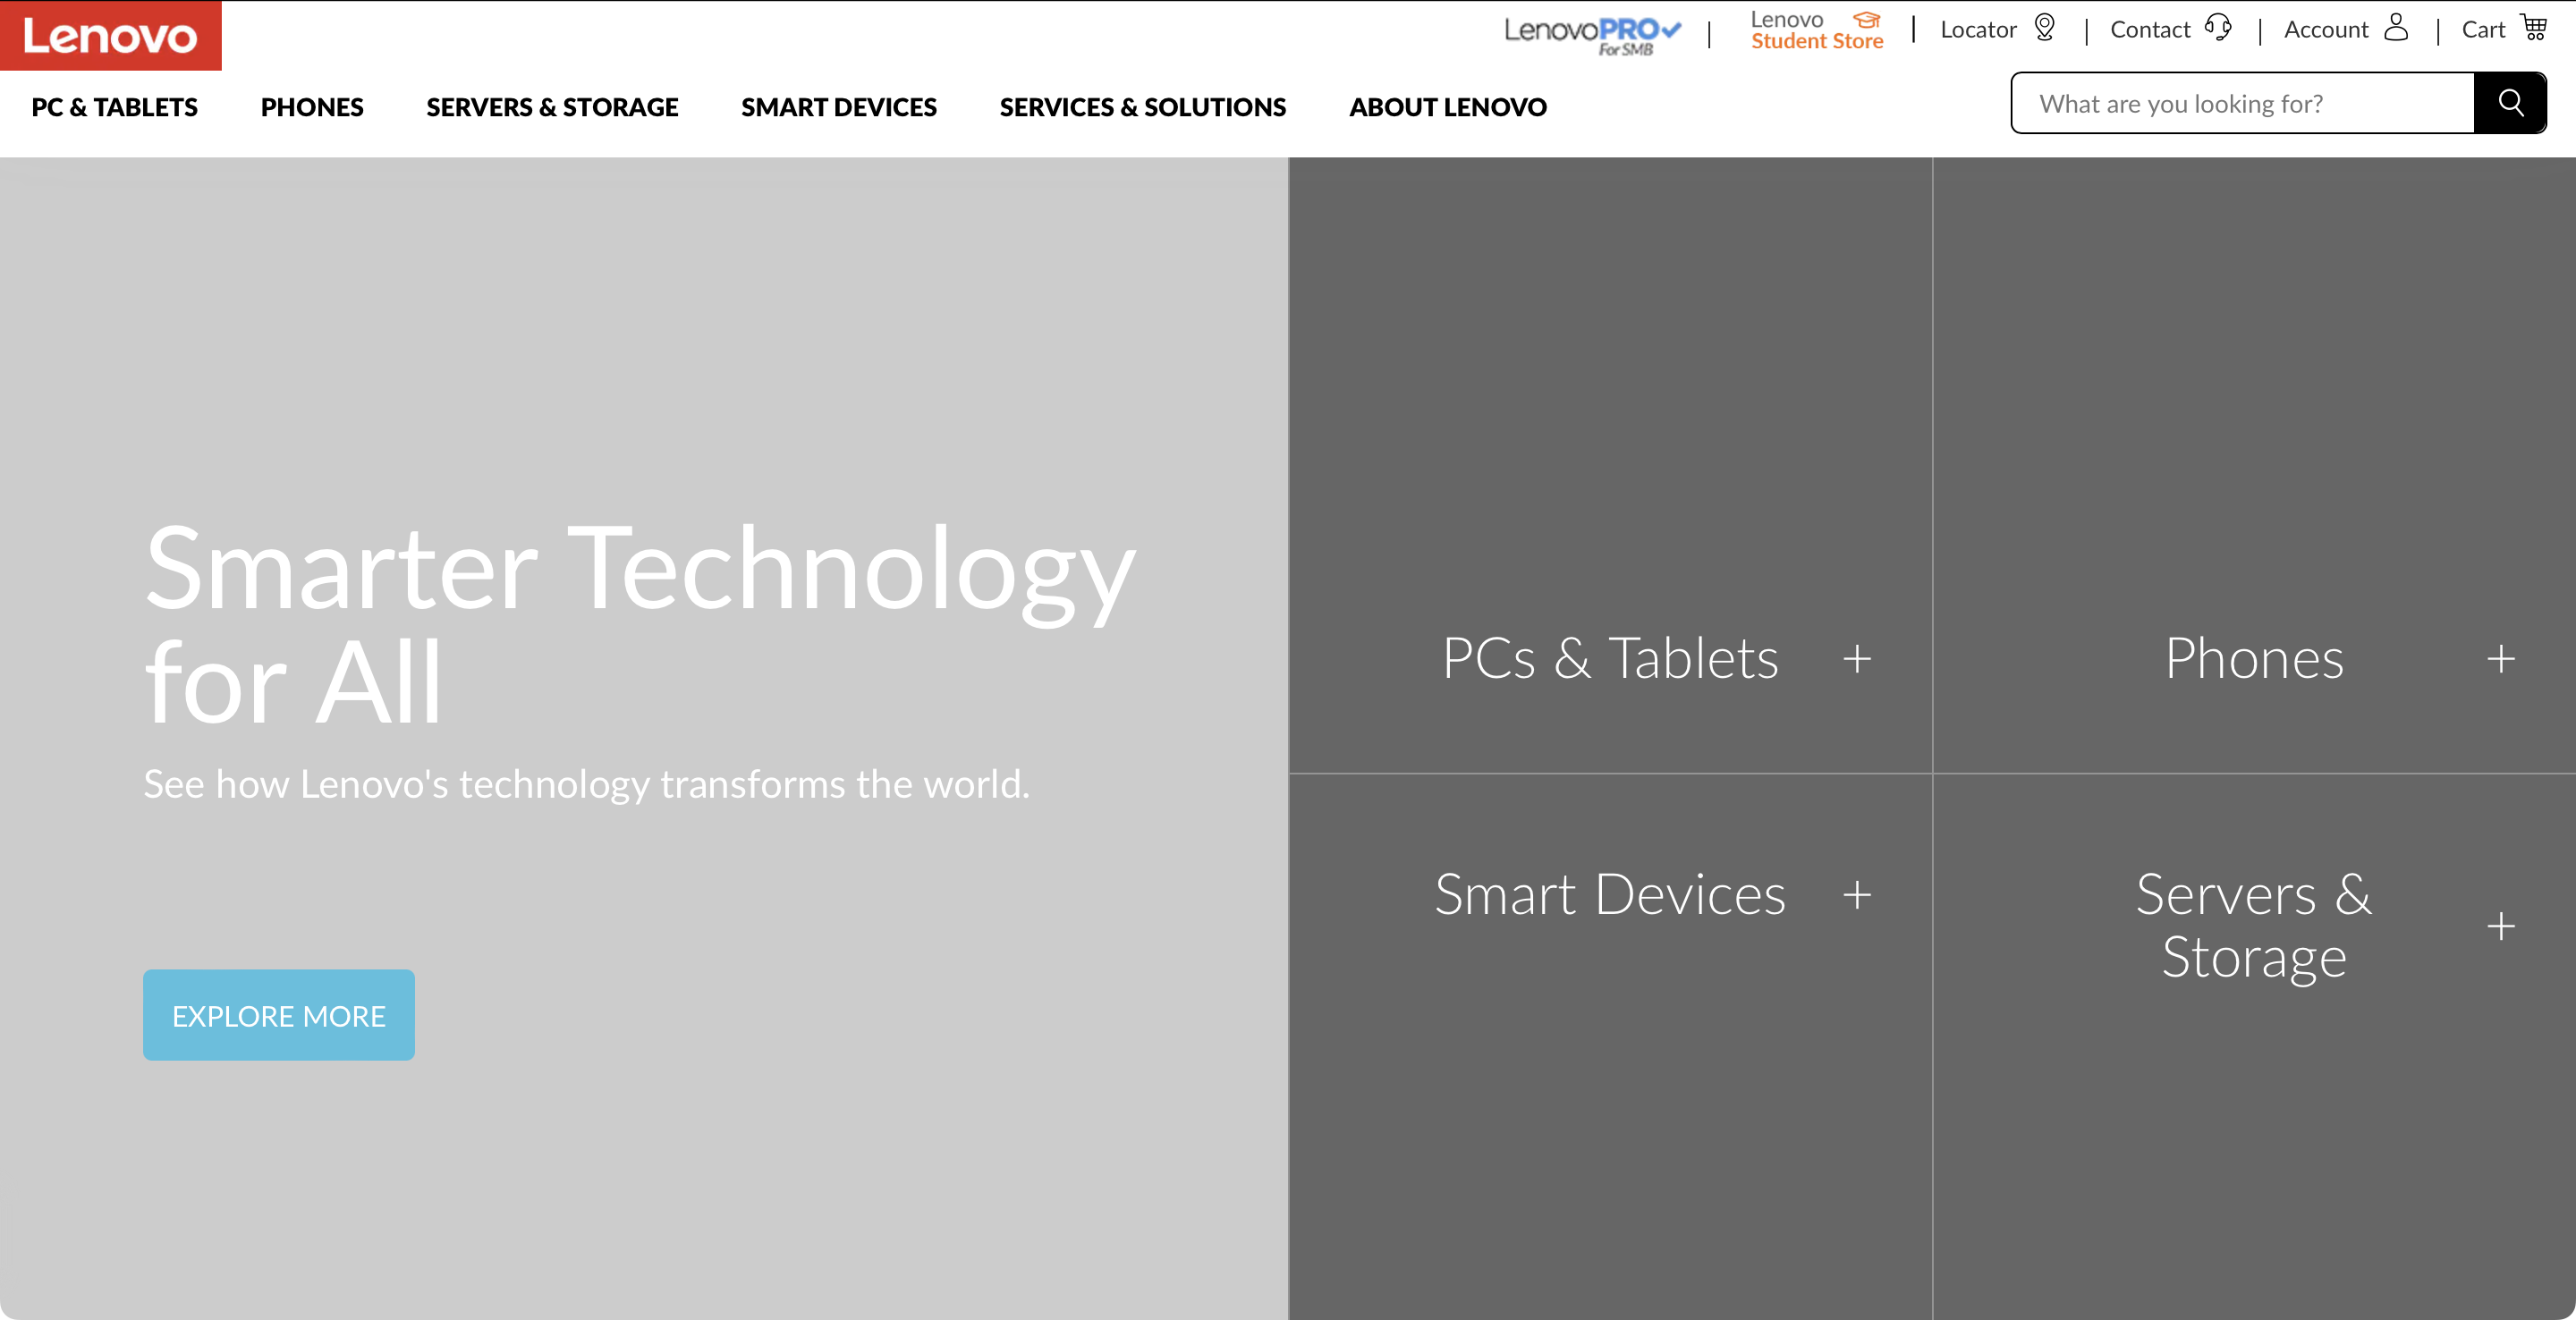 Lenovo
LenovoPRO
For SMB
Lenovo
Student Store
Locator
Contact
Account
Cart
PC & TABLETS
PHONES
SERVERS & STORAGE
SMART DEVICES
SERVICES & SOLUTIONS
ABOUT LENOVO
What are you looking for?
Smarter Technology
for All
See how Lenovo's technology transforms the world.
EXPLORE MORE
PCs & Tablets +
Phones +
Smart Devices +
Servers &
Storage +